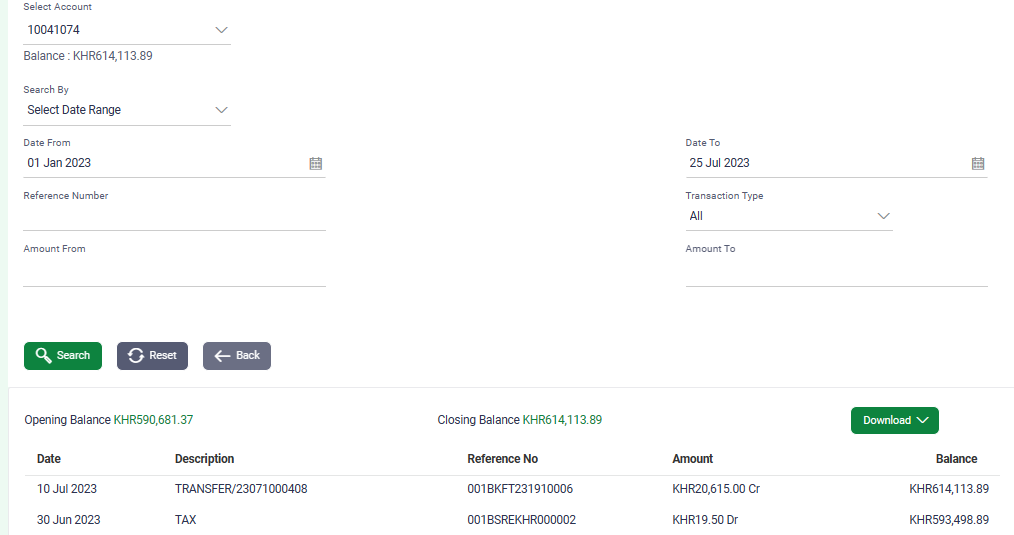 Select Account
10041074
Balance : KHR614,113.89
Search By
Select Date Range
Date From
Date To
01 Jan 2023
25 Jul 2023
Reference Number
Transaction Type
All
Amount From
Amount To
Search
Reset
Back
Opening Balance KHR590,681.37
Closing Balance KHR614,113.89
Download
Date Description Reference No Amount Balance
10 Jul 2023 TRANSFER/23071000408 001BKFT231910006 KHR20,615.00 Cr KHR614,113.89
30 Jun 2023 TAX 001BSREKHR000002 KHR19.50 Dr KHR593,498.89